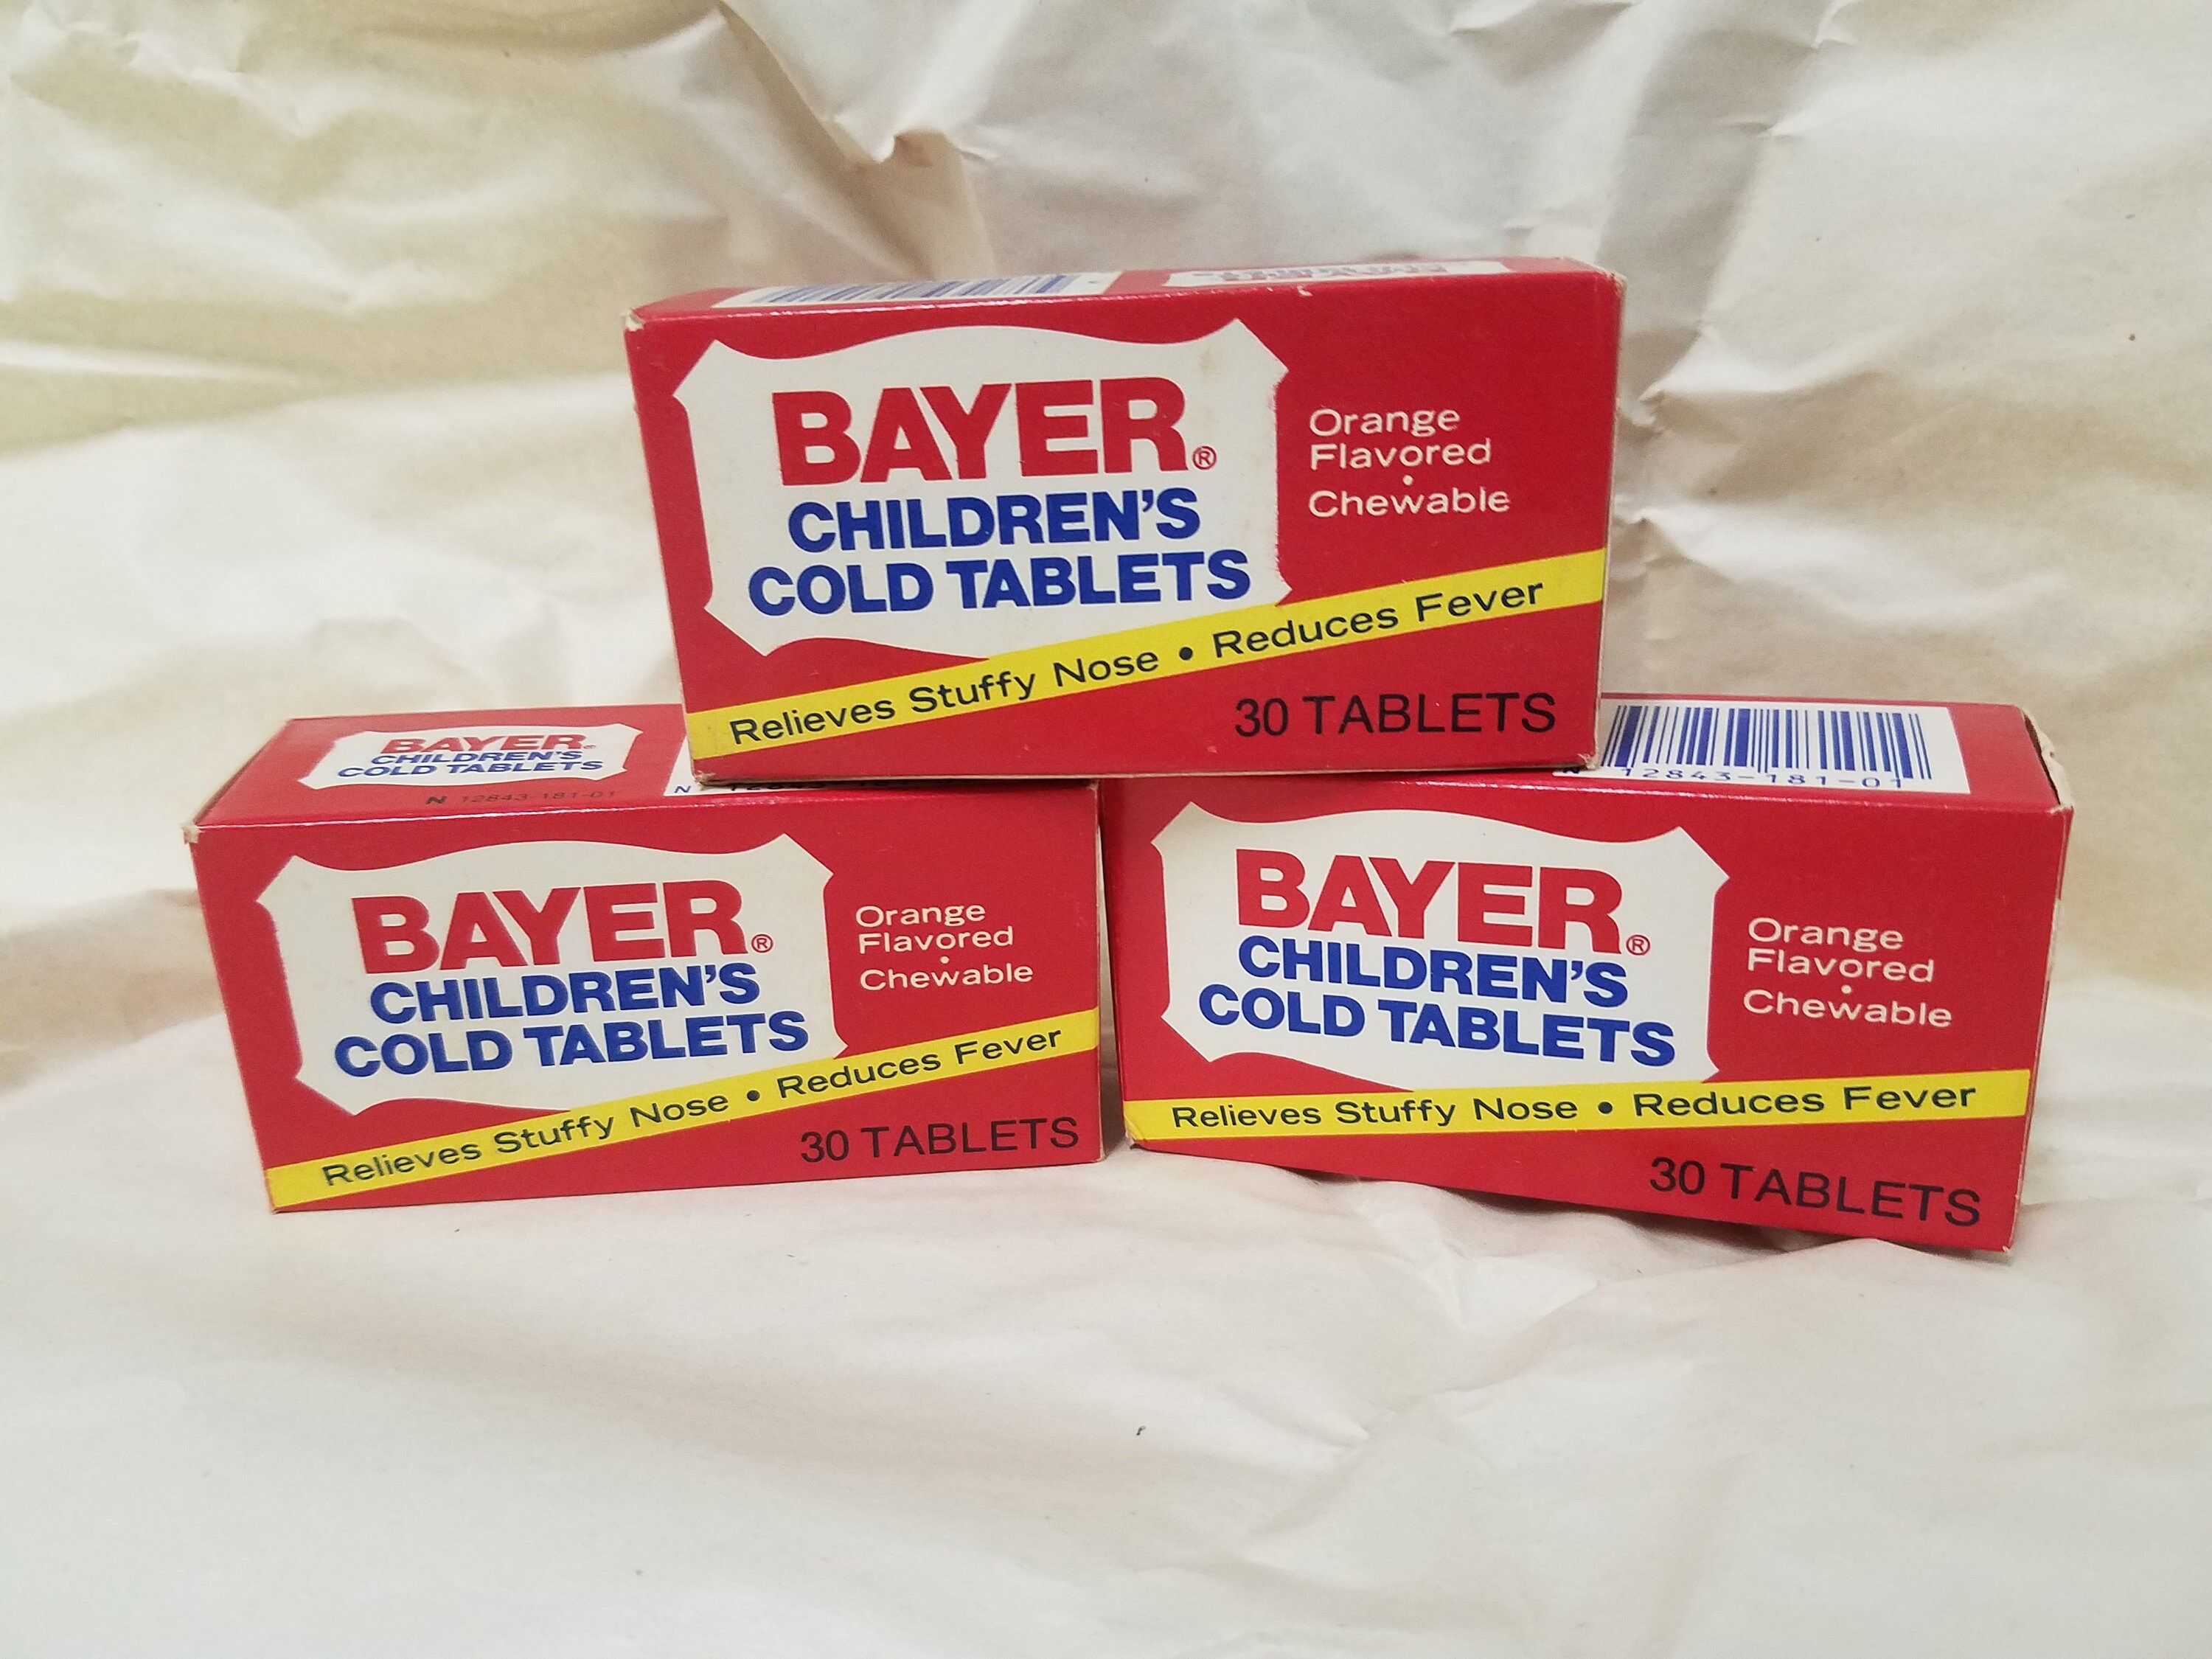 BAYER®
CHILDREN'S
COLD TABLETS
Orange
Flavored
•
Chewable
Relieves Stuffy Nose • Reduces Fever
30 TABLETS
BAYER®
CHILDREN'S
COLD TABLETS
N 12843-181-01
N
BAYER®
CHILDREN'S
COLD TABLETS
Orange
Flavored
•
Chewable
Relieves Stuffy Nose • Reduces Fever
30 TABLETS
N 12843-181-01
BAYER®
CHILDREN'S
COLD TABLETS
Orange
Flavored
•
Chewable
Relieves Stuffy Nose • Reduces Fever
30 TABLETS